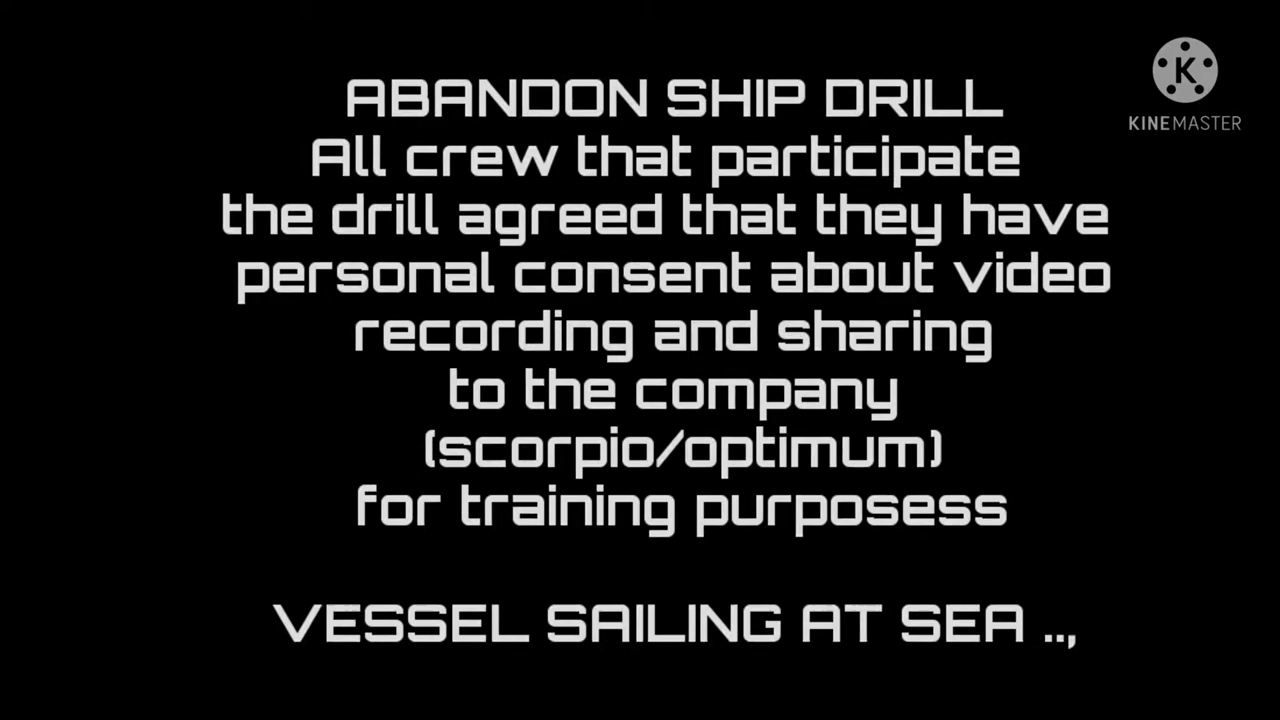 ABANDON SHIP DRILL
All crew that participate
the drill agreed that they have
personal consent about video
recording and sharing
to the company
(scorpio/optimum)
for training purposess
VESSEL SAILING AT SEA ..,
K
KINEMASTER